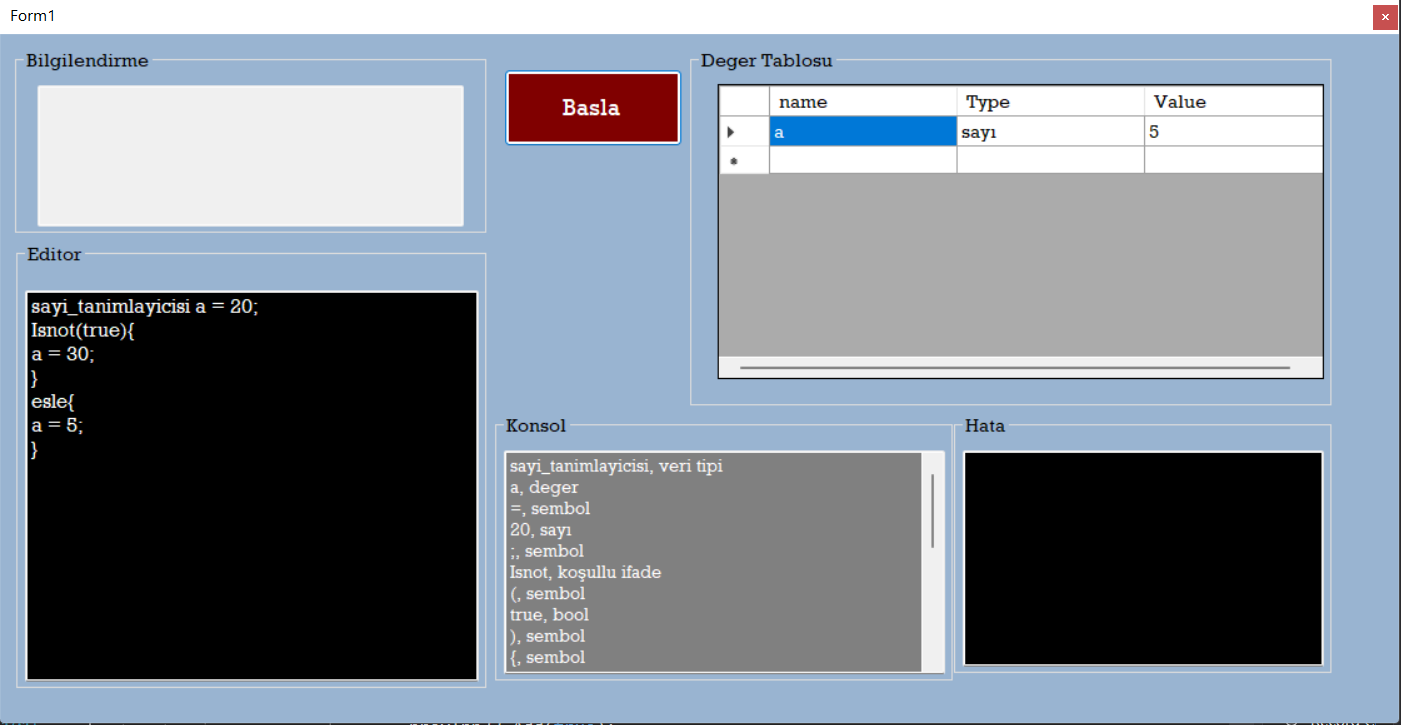 Form1
Bilgilendirme
Basla
Deger Tablosu
name Type Value
a sayı 5
Editor
sayi_tanimlayicisi a = 20;
Isnot(true){
a = 30;
}
esle{
a = 5;
}
Konsol
sayi_tanimlayicisi, veri tipi
a, deger
=, sembol
20, sayı
;, sembol
Isnot, koşullu ifade
(, sembol
true, bool
), sembol
{, sembol
Hata